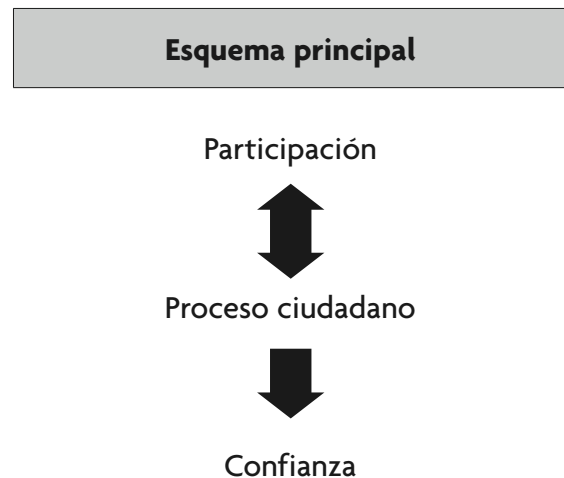 Esquema principal
Participación
Proceso ciudadano
Confianza